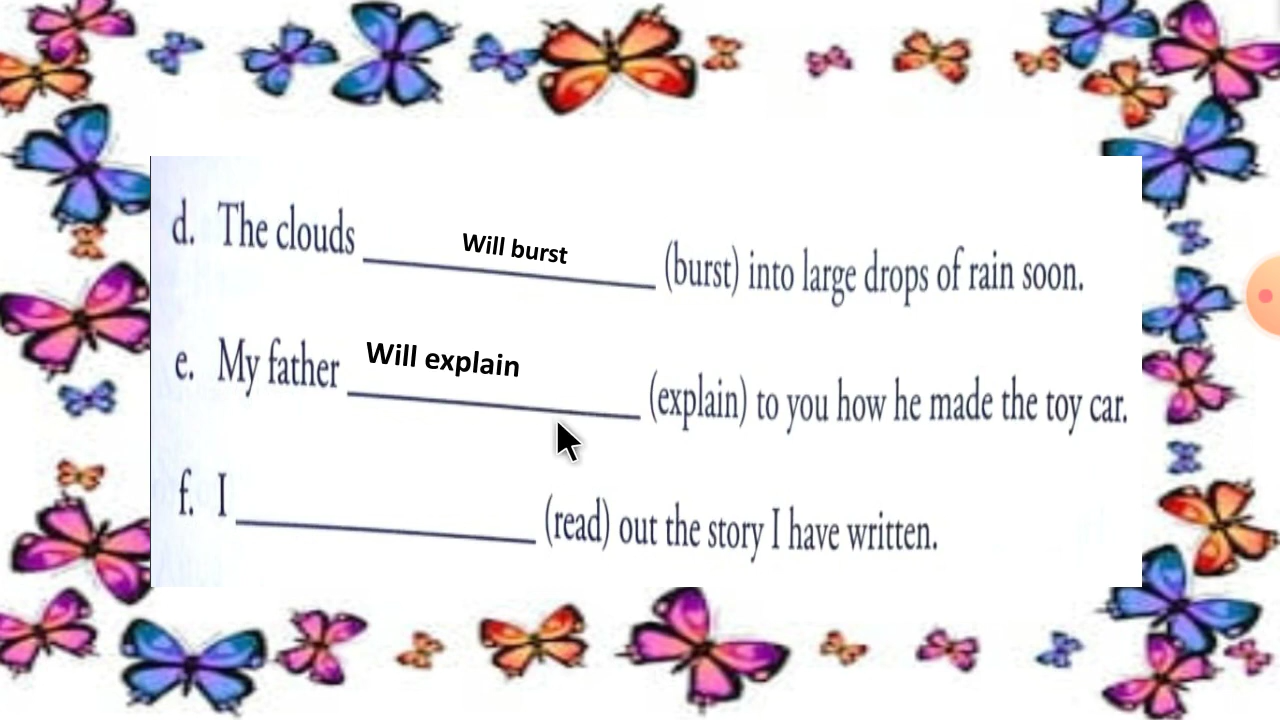 d. The clouds Will burst (burst) into large drops of rain soon.
e. My father Will explain (explain) to you how he made the toy car.
f. I ____________ (read) out the story I have written.